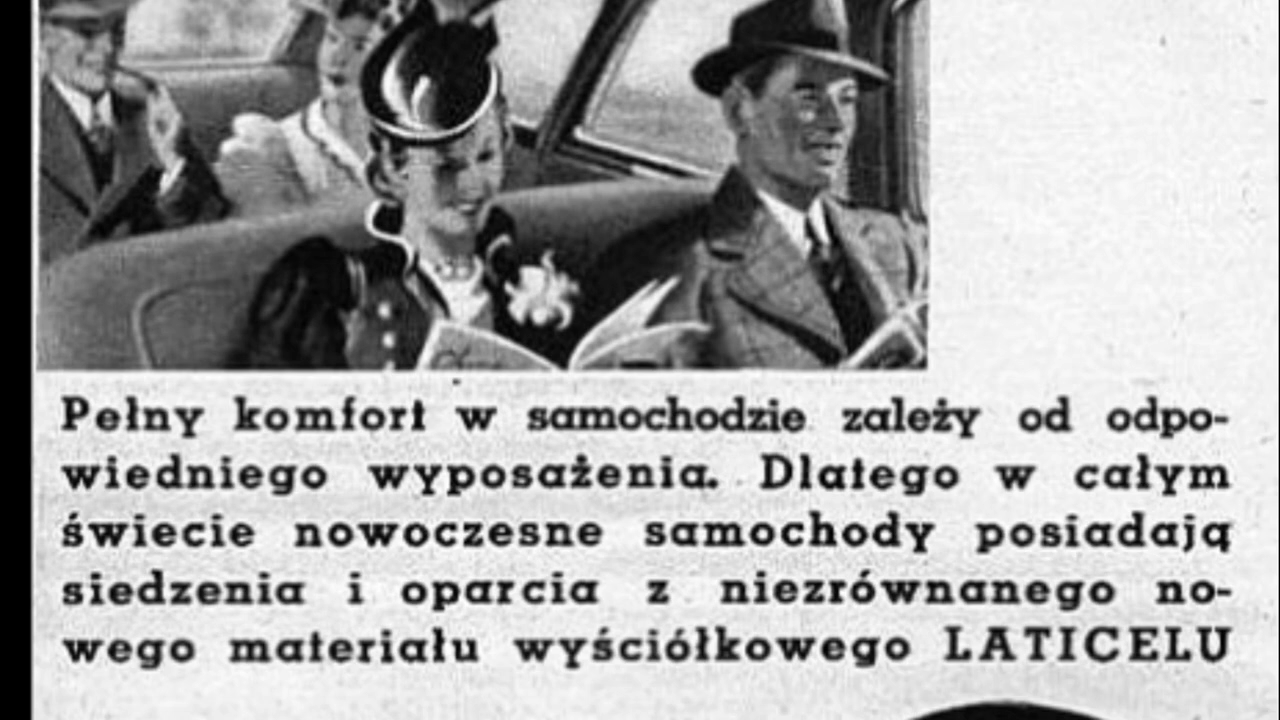 Pełny komfort w samochodzie zależy od odpo-
wiedniego wyposażenia. Dlatego w całym
świecie nowoczesne samochody posiadają
siedzenia i oparcia z niezrównanego no-
wego materiału wyściółkowego LATICELU